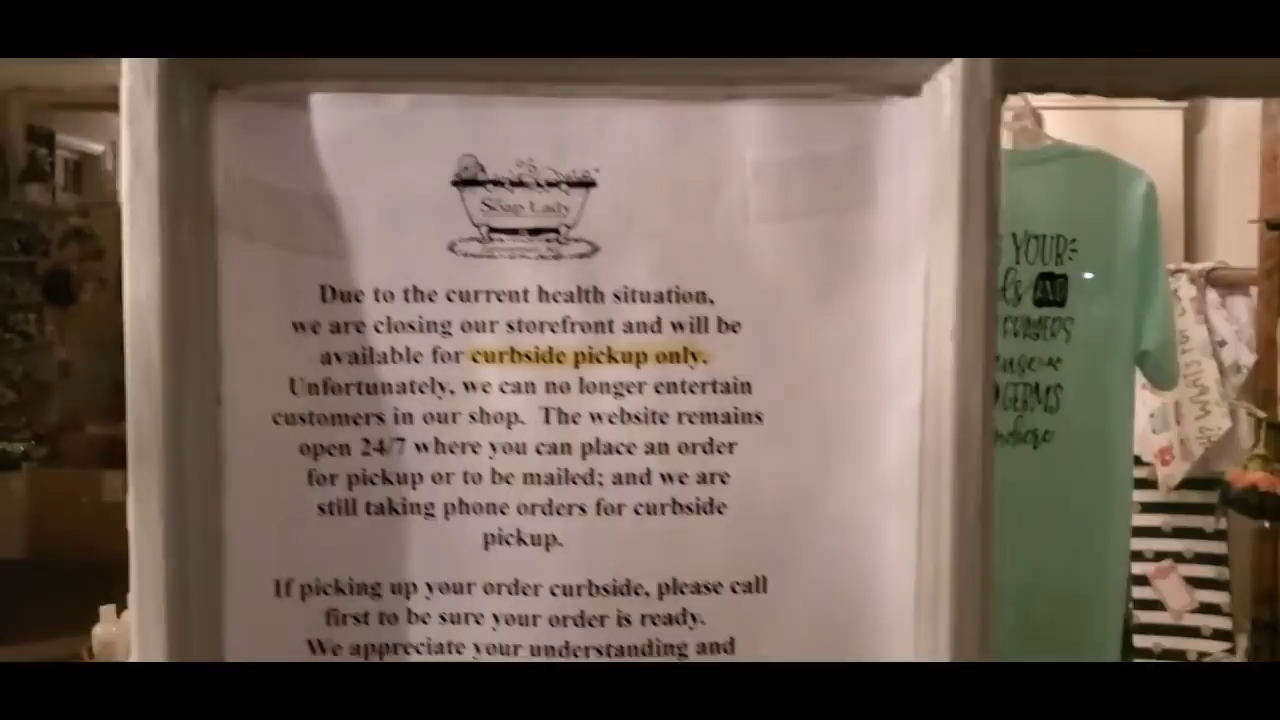 Soap Lady
Due to the current health situation,
we are closing our storefront and will be
available for curbside pickup only.
Unfortunately, we can no longer entertain
customers in our shop. The website remains
open 24/7 where you can place an order
for pickup or to be mailed; and we are
still taking phone orders for curbside
pickup.
If picking up your order curbside, please call
first to be sure your order is ready.
We appreciate your understanding and
YOUR
AND
GERMS